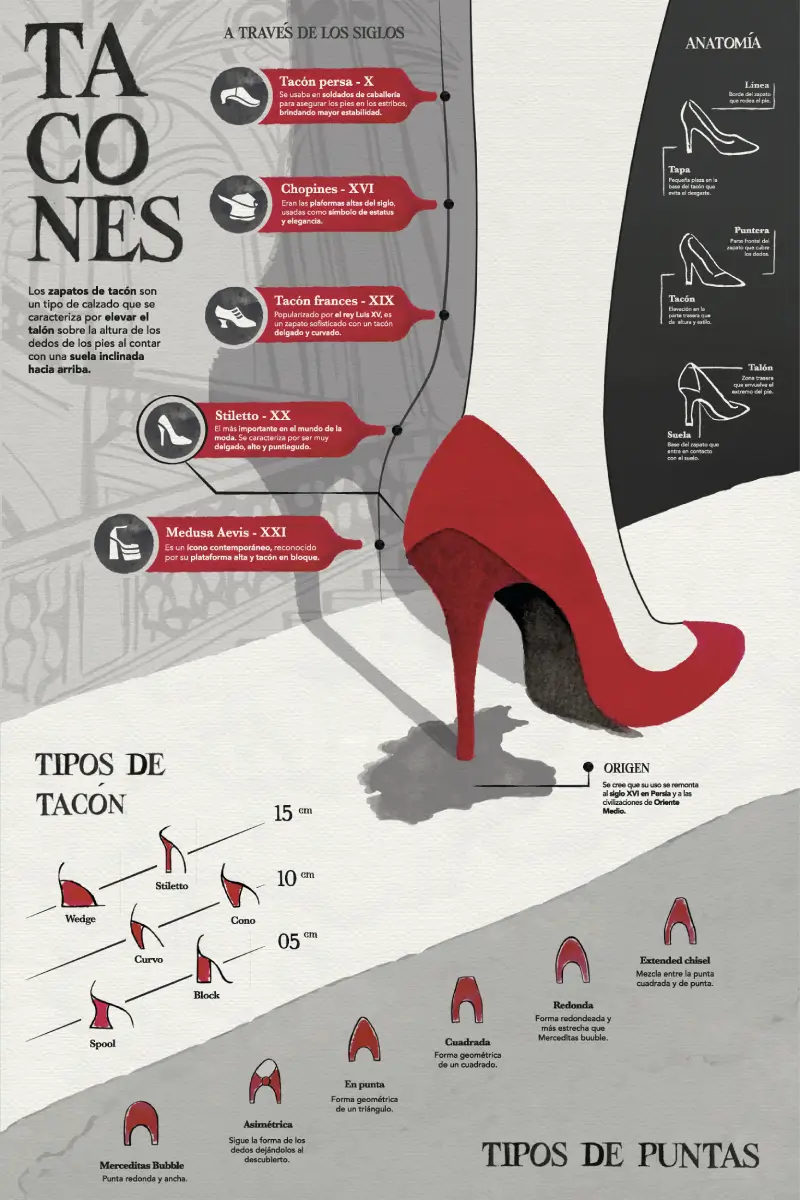 TA
CO
NES
Los zapatos de tacón son
un tipo de calzado que se
caracteriza por elevar el
talón sobre la altura de los
dedos de los pies al contar
con una suela inclinada
hacia arriba.
A TRAVÉS DE LOS SIGLOS
Tacón persa - X
Se usaba en soldados de caballería
para asegurar los pies en los estribos,
brindando mayor estabilidad.
Chopines - XVI
Eran las plaformas altas del siglo,
usadas como símbolo de estatus
y elegancia.
Tacón frances - XIX
Popularizado por el rey Luis XV, es
un zapato sofisticado con un tacón
delgado y curvado.
Stiletto - XX
El más importante en el mundo de la
moda. Se caracteriza por ser muy
delgado, alto y puntiagudo.
Medusa Aevis - XXI
Es un ícono contemporáneo, reconocido
por su plataforma alta y tacón en bloque.
ANATOMÍA
Línea
Borde del zapato
que rodea el pie.
Tapa
Pequeña pieza en la
base del tacón que
evita el desgaste.
Puntera
Parte frontal del
zapato que cubre
los dedos.
Tacón
Elevación en la
parte trasera que
da altura y estilo.
Talón
Zona trasera
que envuelve el
extremo del pie.
Suela
Base del zapato que
entra en contacto
con el suelo.
ORIGEN
Se cree que su uso se remonta
al siglo XVI en Persia y a las
civilizaciones de Oriente
Medio.
TIPOS DE
TACÓN
15 cm
Stiletto
10 cm
Wedge
Cono
05 cm
Curvo
Block
Spool
Extended chisel
Mezcla entre la punta
cuadrada y de punta.
Redonda
Forma redondeada y
más estrecha que
Merceditas buuble.
Cuadrada
Forma geométrica
de un cuadrado.
En punta
Forma geométrica
de un triángulo.
Asimétrica
Sigue la forma de los
dedos dejándolos al
descubierto.
Merceditas Bubble
Punta redonda y ancha.
TIPOS DE PUNTAS